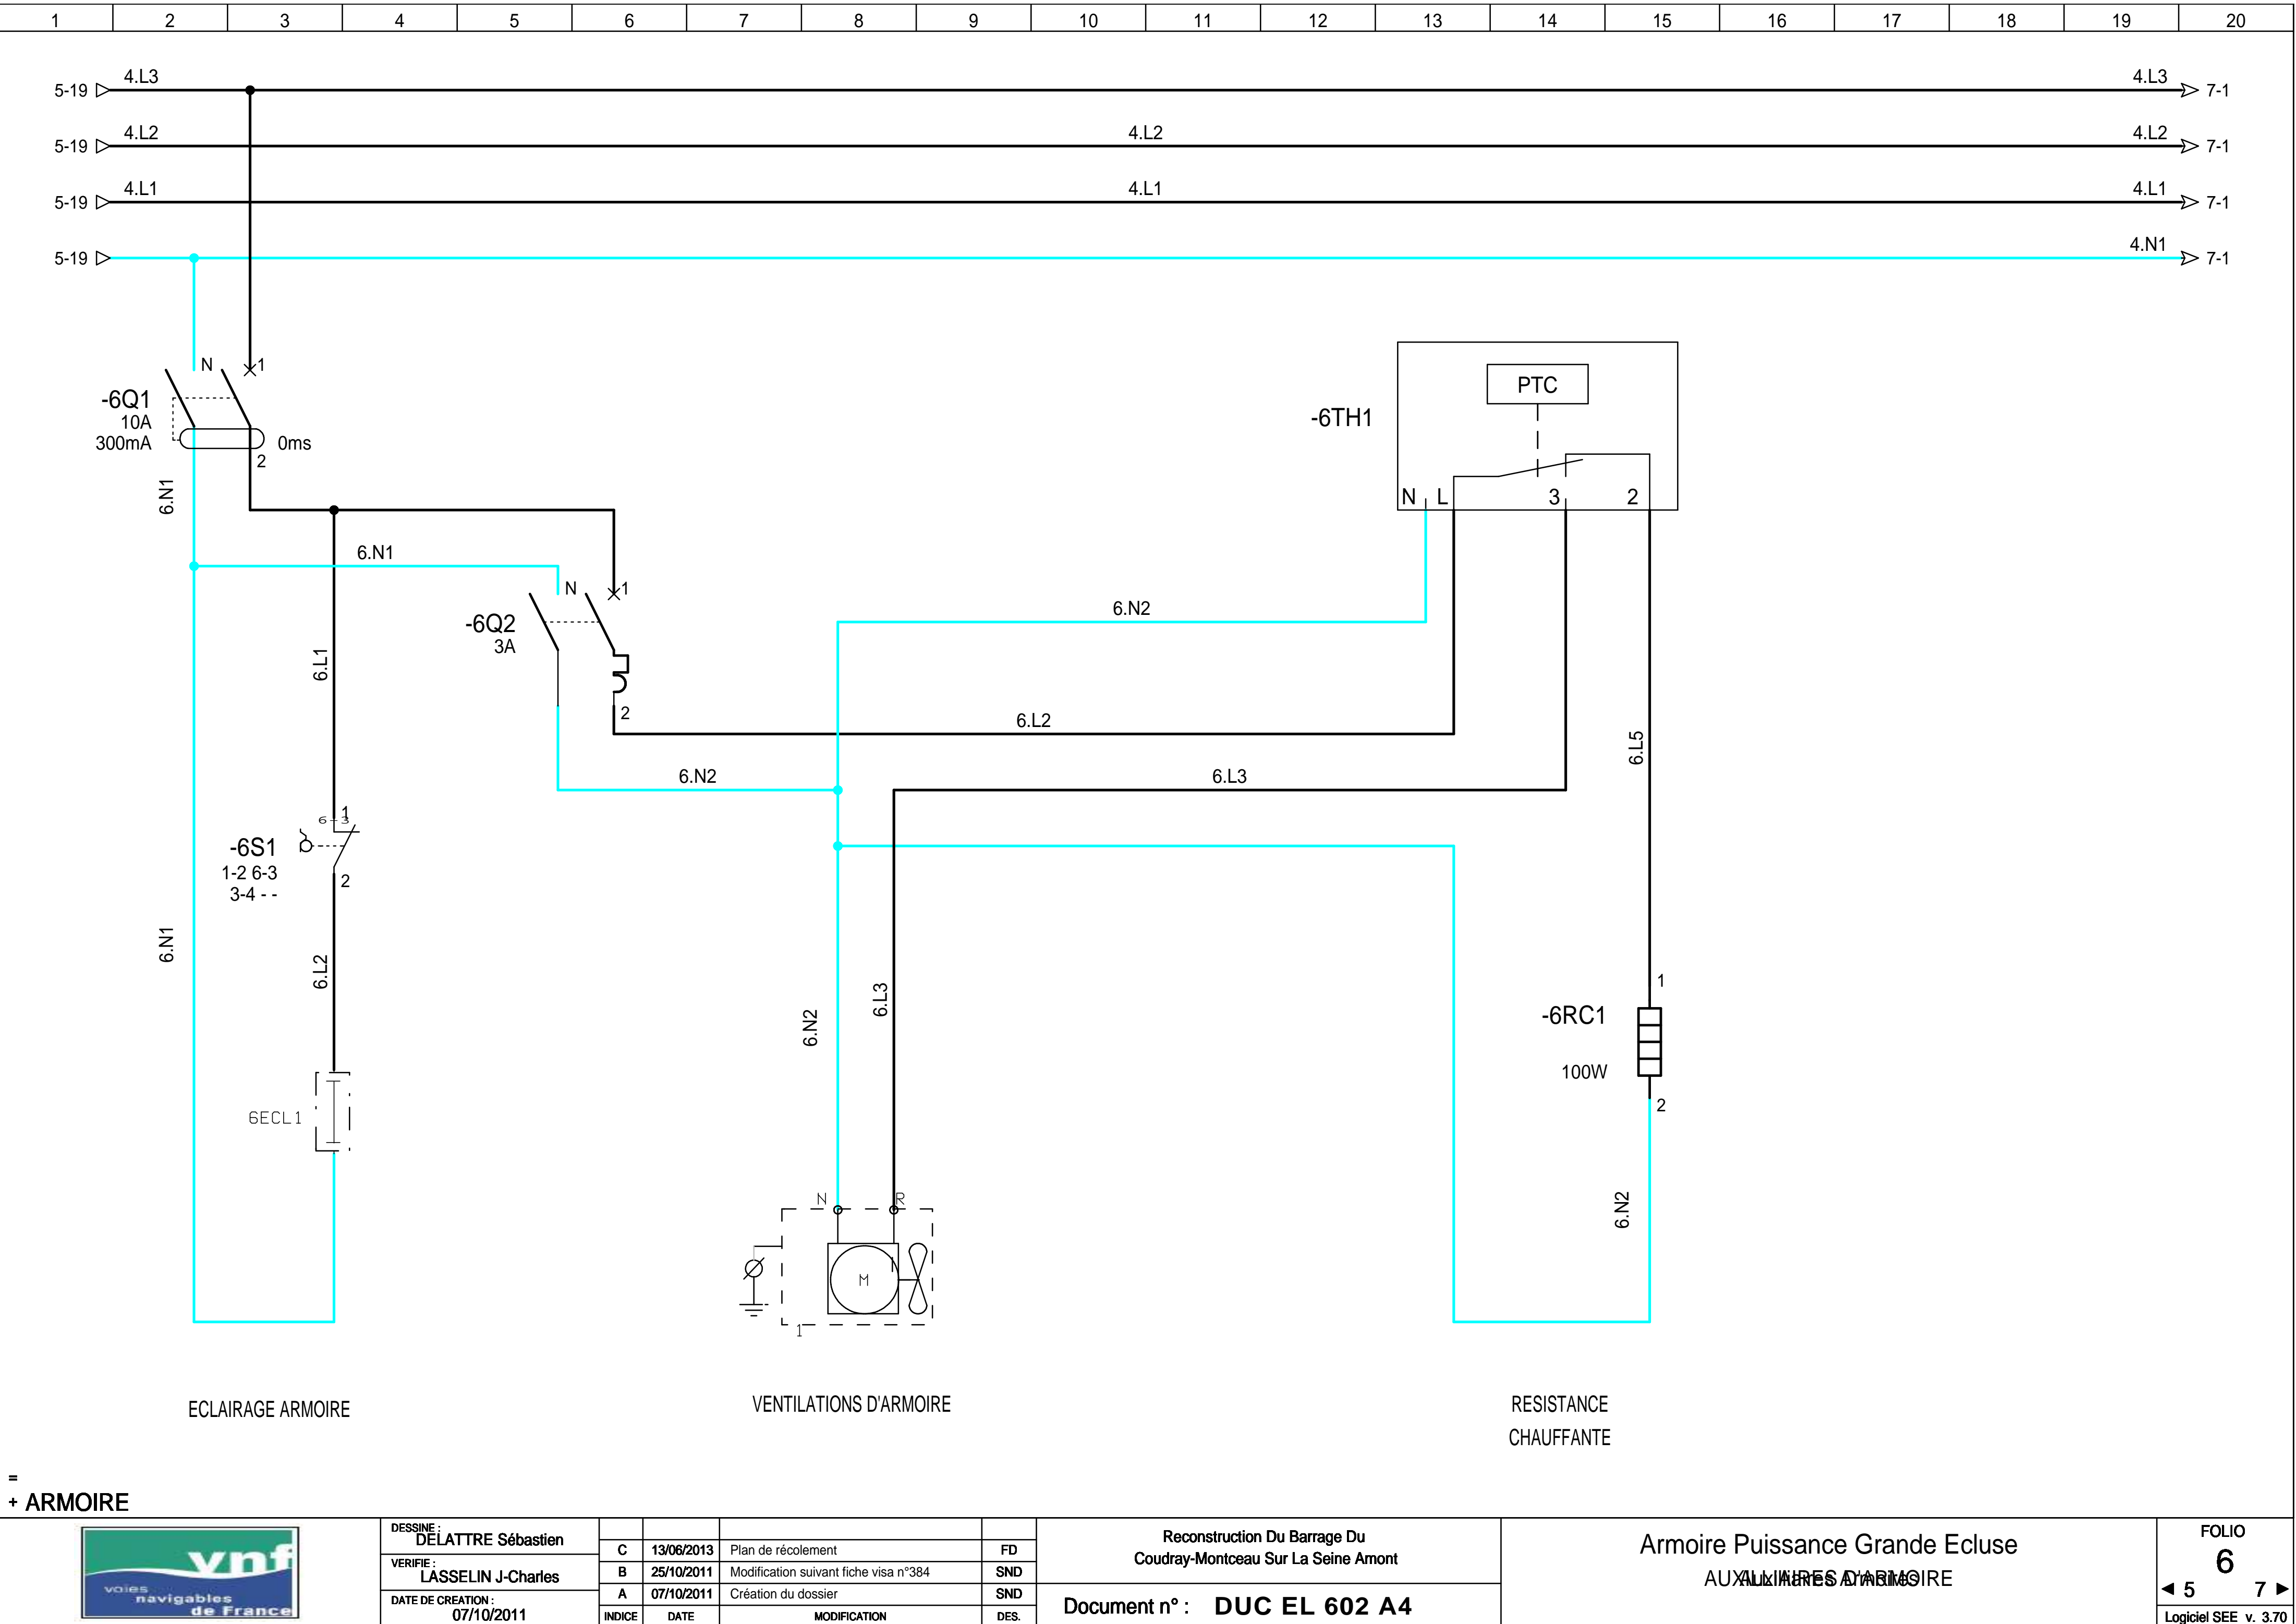 1 2 3 4 5 6 7 8 9 10 11 12 13 14 15 16 17 18 19 20
5-19 4.L3 4.L3 7-1
5-19 4.L2 4.L2 4.L2 7-1
5-19 4.L1 4.L1 4.L1 7-1
5-19 4.N1 7-1
N 1
-6Q1
10A
300mA 0ms
2
6.N1
PTC
-6TH1
N L 3 2
6.N1
N 1
-6Q2
3A
2
6.N2
6.L1
6.L2
6.L5
6.N2 6.L3
1
6-3
-6S1
1-2 6-3
3-4 - -
2
6.N1
6.L2
6.L3
6.N2
1
-6RC1
100W
2
6ECL1
6.N2
N R
M
1
ECLAIRAGE ARMOIRE
VENTILATIONS D'ARMOIRE
RESISTANCE
CHAUFFANTE
=
+ ARMOIRE
vnf
voies
navigables
de France
DESSINE :
DELATTRE Sébastien
VERIFIE :
LASSELIN J-Charles
DATE DE CREATION :
07/10/2011
C 13/06/2013 Plan de récolement FD
B 25/10/2011 Modification suivant fiche visa n°384 SND
A 07/10/2011 Création du dossier SND
INDICE DATE MODIFICATION DES.
Reconstruction Du Barrage Du
Coudray-Montceau Sur La Seine Amont
Document n° : DUC EL 602 A4
Armoire Puissance Grande Ecluse
FOLIO
6
5 7
Logiciel SEE v. 3.70